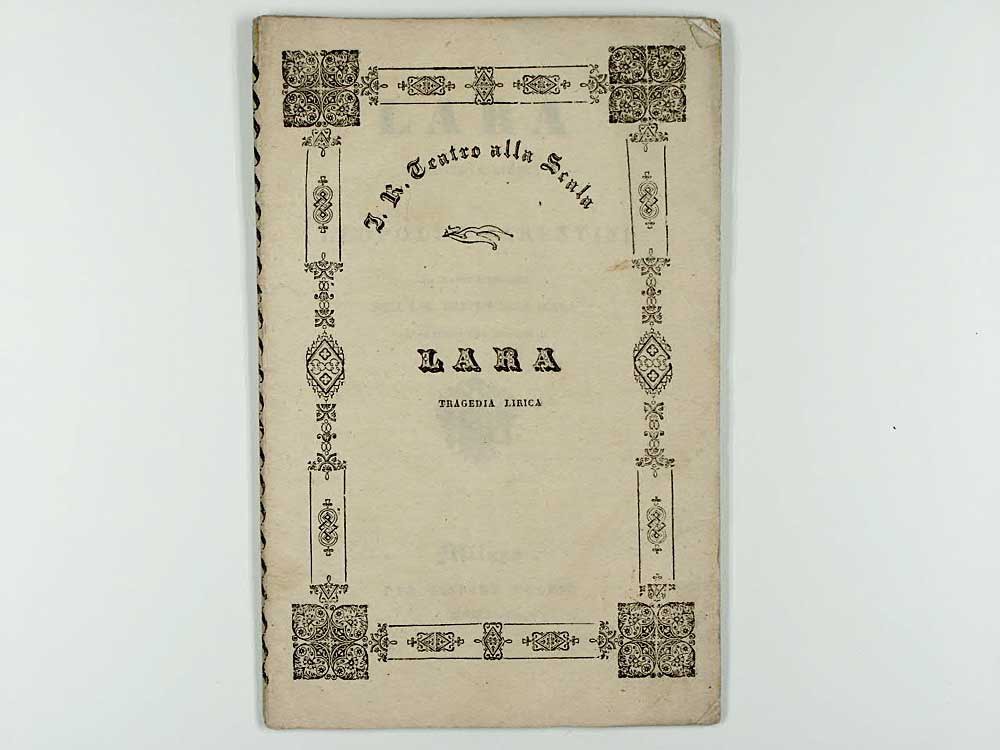 I. R. Teatro alla Scala
LARA
TRAGEDIA LIRICA